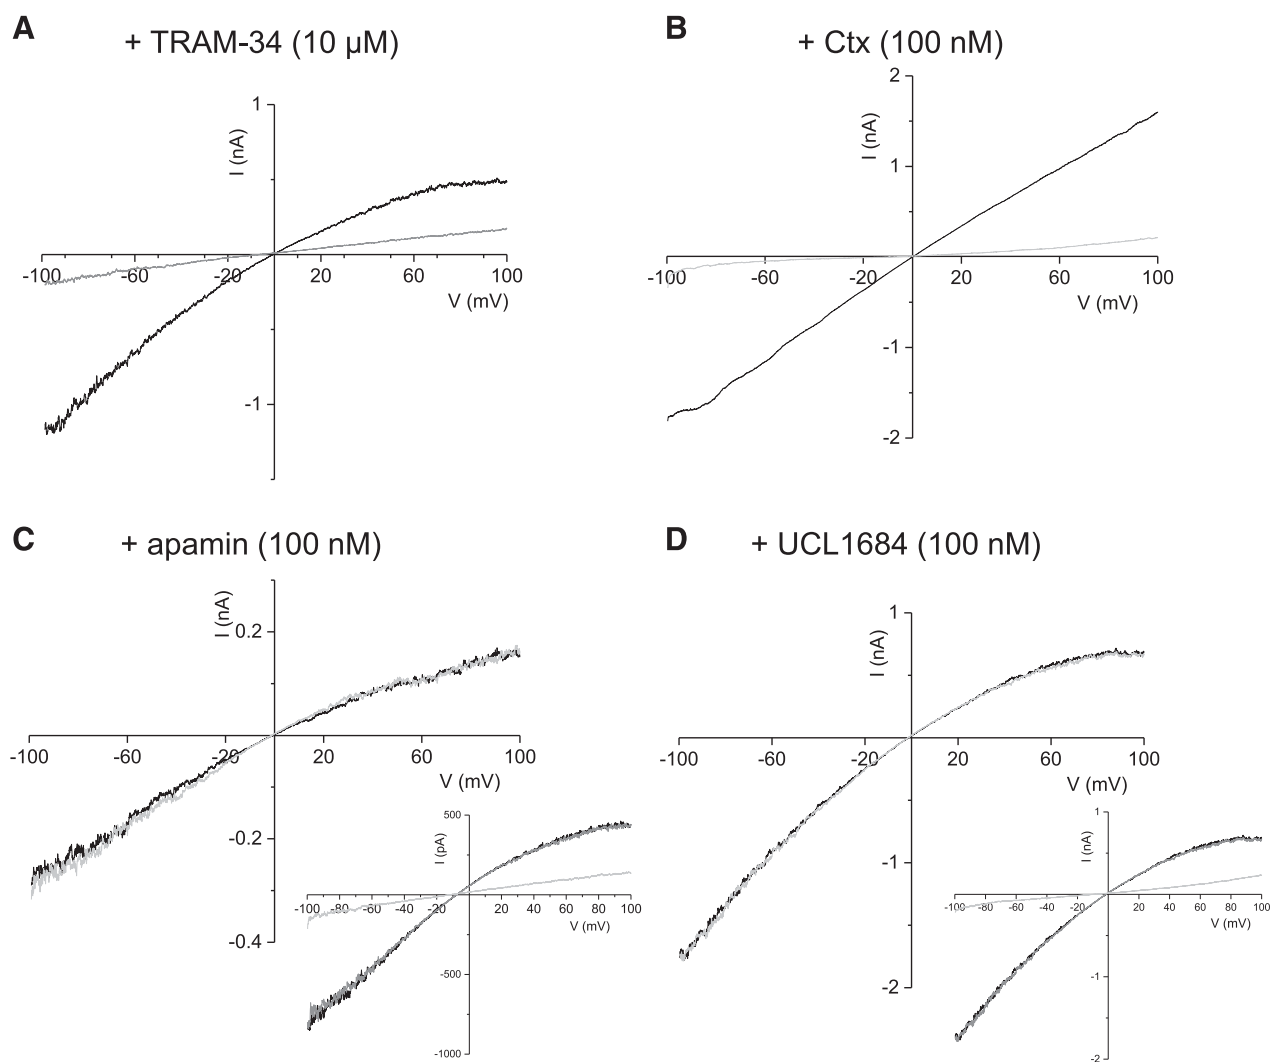 A
+ TRAM-34 (10 µM)
1
I (nA)
-100 -60 -20 20 60 100
V (mV)
-1
B
+ Ctx (100 nM)
2
I (nA)
1
-100 -60 -20 20 60 100
V (mV)
-1
-2
C
+ apamin (100 nM)
I (nA)
0.2
-100 -60 -20 20 60 100
V (mV)
-0.2
-0.4
500
I (pA)
-100 -80 -60 -40 -20 20 40 60 80 100
V (mV)
-500
-1000
D
+ UCL1684 (100 nM)
1
I (nA)
-100 -60 -20 20 60 100
V (mV)
-1
-2
1
I (nA)
-100 -80 -60 -40 -20 20 40 60 80 100
V (mV)
-1
-2